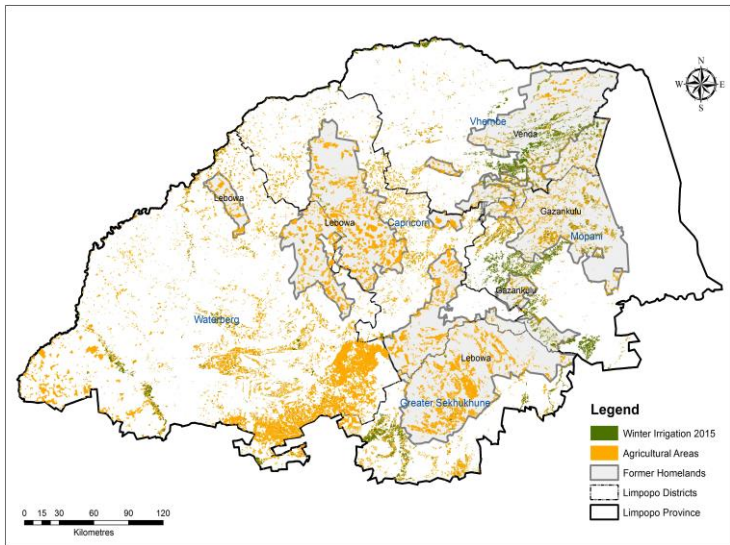 N
W E
S
Vhembe
Venda
Lebowa
Lebowa
Capricorn
Gazankulu
Mopani
Gazankulu
Waterberg
Lebowa
Greater Sekhukhune
Legend
Winter Irrigation 2015
Agricultural Areas
Former Homelands
Limpopo Districts
Limpopo Province
0 15 30 60 90 120
Kilometres